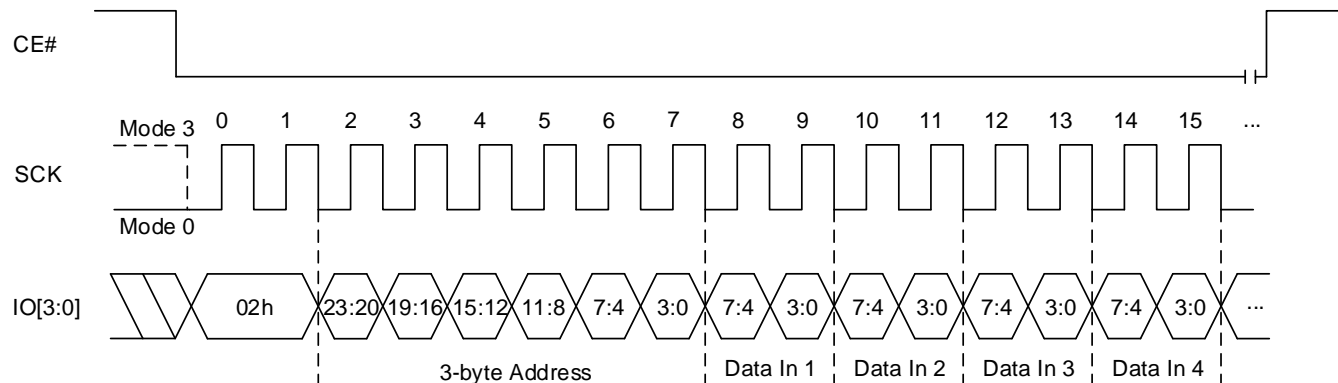 CE#
Mode 3 0 1 2 3 4 5 6 7 8 9 10 11 12 13 14 15 ...
SCK
Mode 0
IO[3:0] 02h 23:20 19:16 15:12 11:8 7:4 3:0 7:4 3:0 7:4 3:0 7:4 3:0 7:4 3:0 ...
3-byte Address Data In 1 Data In 2 Data In 3 Data In 4